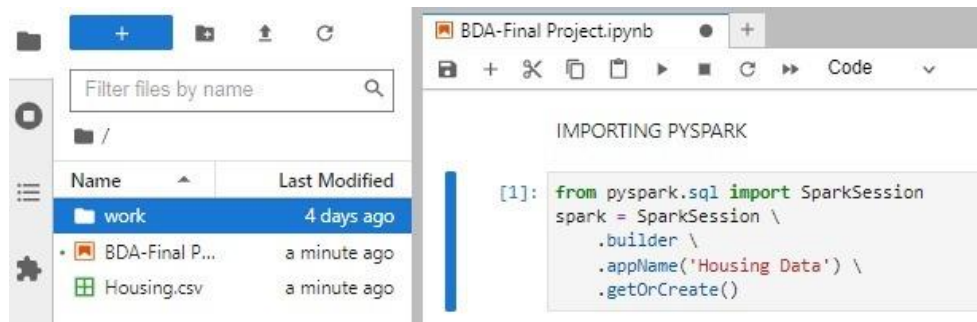 Filter files by name
/
Name Last Modified
work 4 days ago
BDA-Final P... a minute ago
Housing.csv a minute ago
BDA-Final Project.ipynb
Code
IMPORTING PYSPARK
[1]: from pyspark.sql import SparkSession
spark = SparkSession \
.builder \
.appName('Housing Data') \
.getOrCreate()